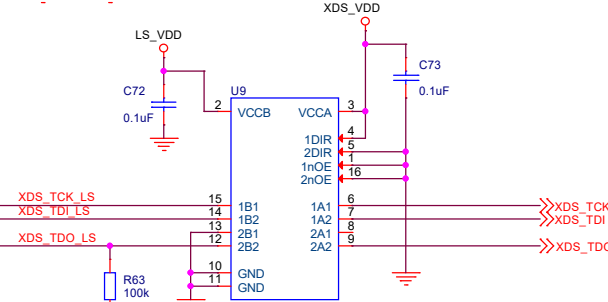 XDS_VDD
LS_VDD
C73
0.1uF
C72
0.1uF
U9
2 VCCB VCCA 3
1DIR 4
2DIR 5
1nOE 1
2nOE 16
XDS_TCK_LS 15 1B1 1A1 6 XDS_TCK
XDS_TDI_LS 14 1B2 1A2 7 XDS_TDI
13 2B1 2A1 8
XDS_TDO_LS 12 2B2 2A2 9 XDS_TDO
10 GND
11 GND
R63
100k